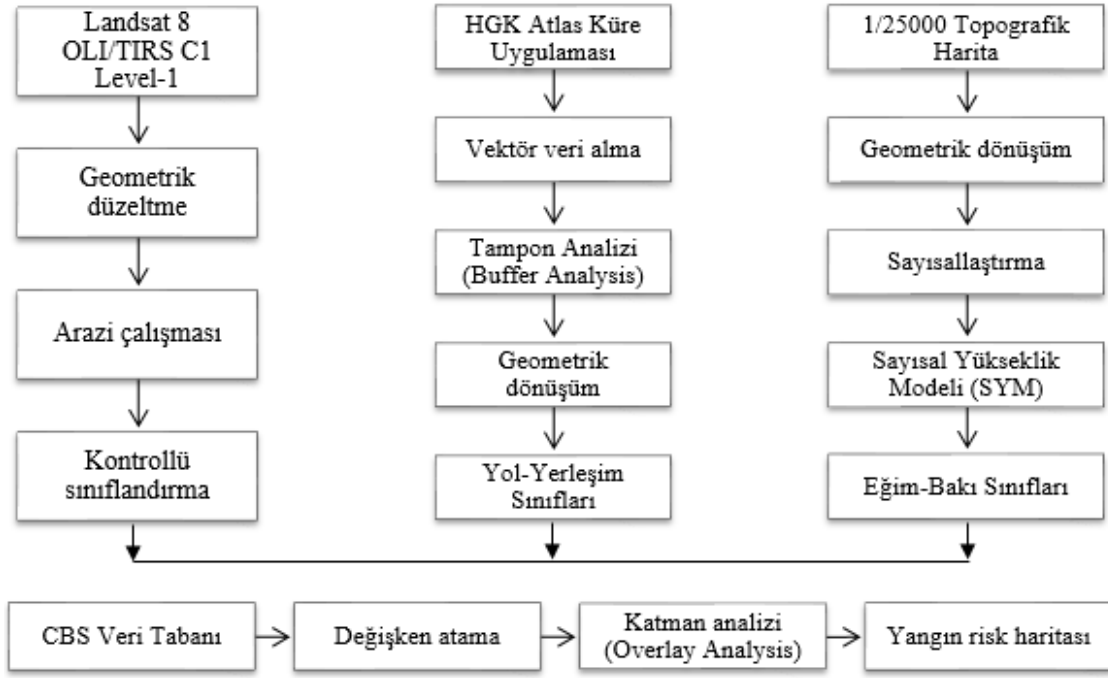 Landsat 8
OLI/TIRS C1
Level-1
Geometrik
düzeltme
Arazi çalışması
Kontrollü
sınıflandırma
HGK Atlas Küre
Uygulaması
Vektör veri alma
Tampon Analizi
(Buffer Analysis)
Geometrik
dönüşüm
Yol-Yerleşim
Sınıfları
1/25000 Topografik
Harita
Geometrik dönüşüm
Sayısallaştırma
Sayısal Yükseklik
Modeli (SYM)
Eğim-Bakı Sınıfları
CBS Veri Tabanı
Değişken atama
Katman analizi
(Overlay Analysis)
Yangın risk haritası